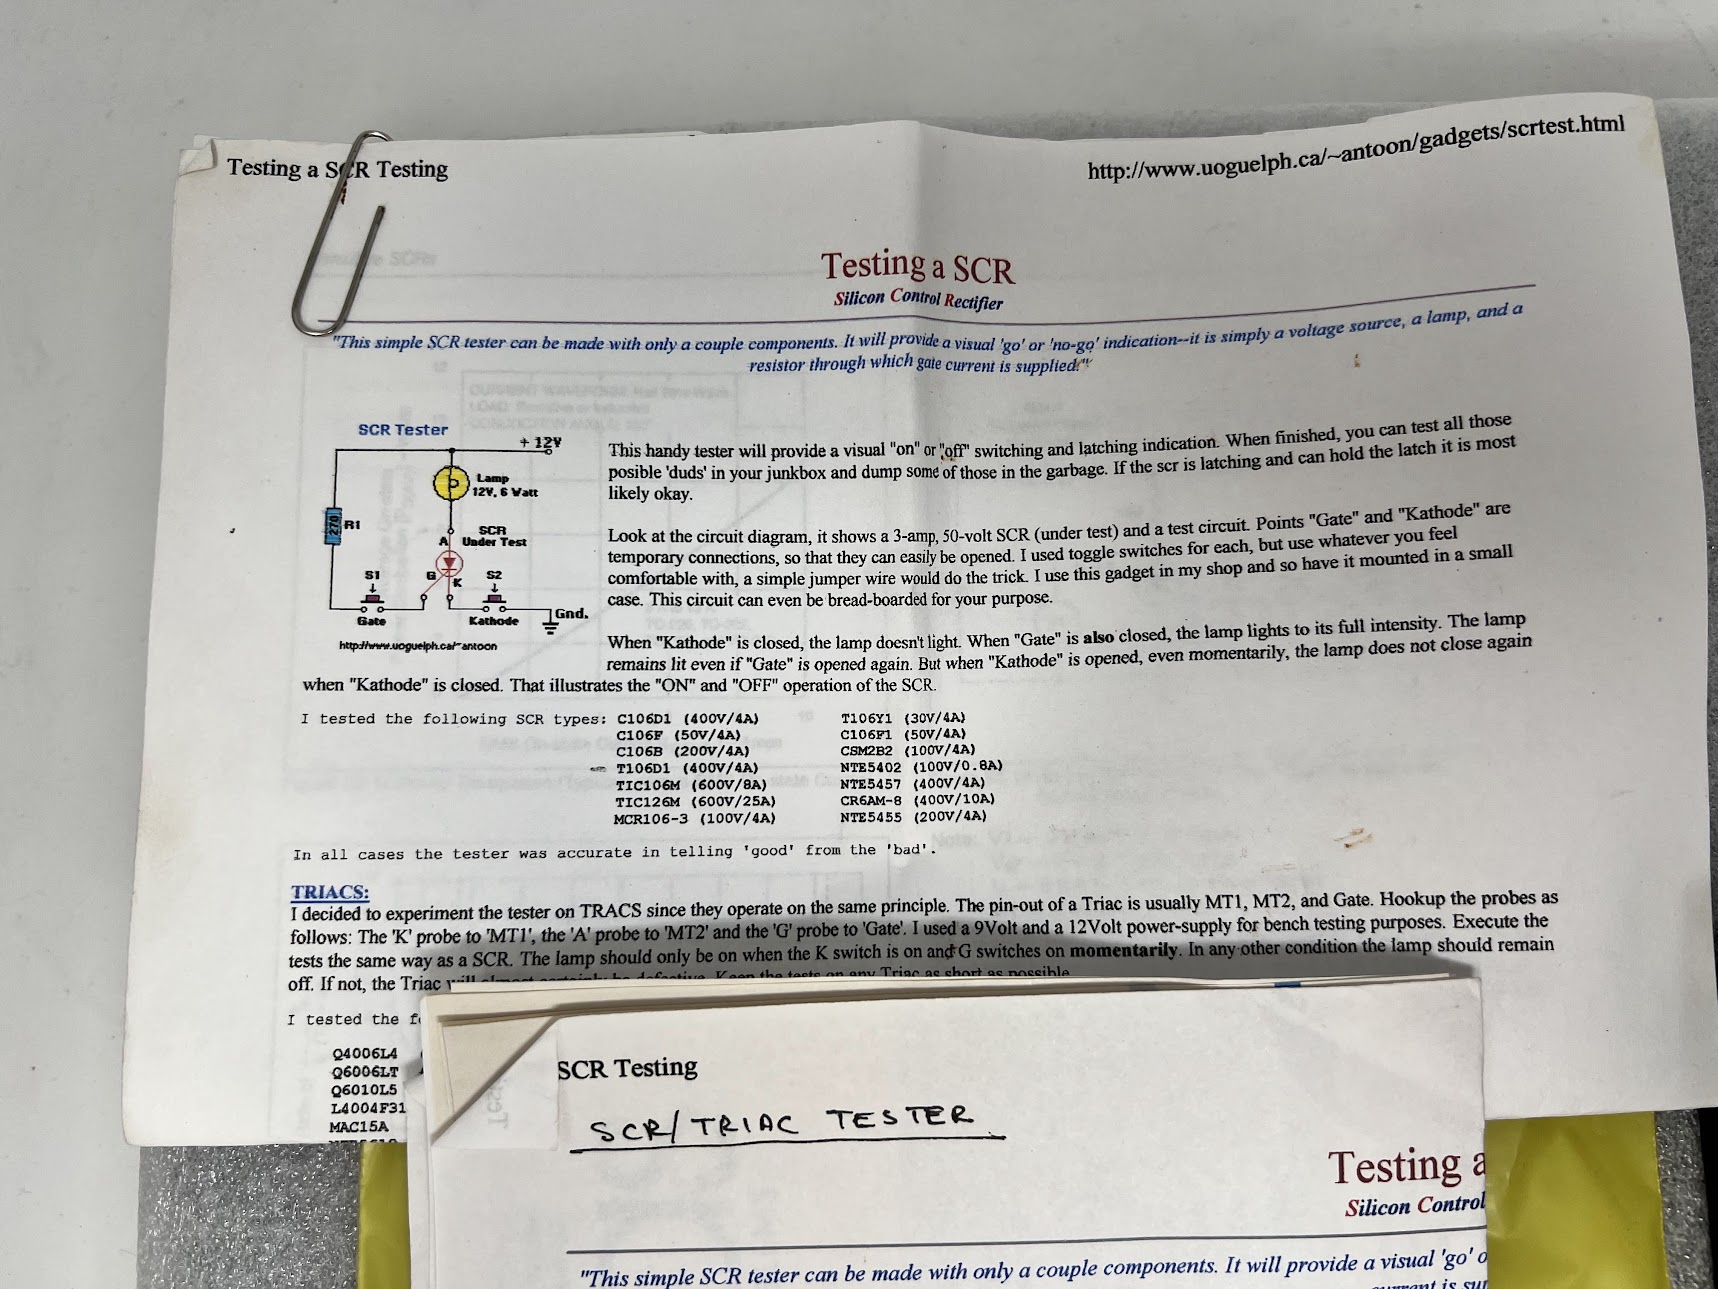 Testing a SCR Testing
http://www.uoguelph.ca/~antoon/gadgets/scrtest.html
Testing a SCR
Silicon Control Rectifier
"This simple SCR tester can be made with only a couple components. It will provide a visual 'go' or 'no-go' indication--it is simply a voltage source, a lamp, and a
resistor through which gate current is supplied."
SCR Tester
+ 12V
Lamp
12V, 6 Watt
270
R1
SCR
A Under Test
G
K
S1
S2
Gate
Kathode
Gnd.
http://www.uoguelph.ca/~antoon
This handy tester will provide a visual "on" or "off" switching and latching indication. When finished, you can test all those
posible 'duds' in your junkbox and dump some of those in the garbage. If the scr is latching and can hold the latch it is most
likely okay.
Look at the circuit diagram, it shows a 3-amp, 50-volt SCR (under test) and a test circuit. Points "Gate" and "Kathode" are
temporary connections, so that they can easily be opened. I used toggle switches for each, but use whatever you feel
comfortable with, a simple jumper wire would do the trick. I use this gadget in my shop and so have it mounted in a small
case. This circuit can even be bread-boarded for your purpose.
When "Kathode" is closed, the lamp doesn't light. When "Gate" is also closed, the lamp lights to its full intensity. The lamp
remains lit even if "Gate" is opened again. But when "Kathode" is opened, even momentarily, the lamp does not close again
when "Kathode" is closed. That illustrates the "ON" and "OFF" operation of the SCR.
I tested the following SCR types: C106D1 (400V/4A) T106Y1 (30V/4A)
C106F (50V/4A) C106F1 (50V/4A)
C106B (200V/4A) CSM2B2 (100V/4A)
T106D1 (400V/4A) NTE5402 (100V/0.8A)
TIC106M (600V/8A) NTE5457 (400V/4A)
TIC126M (600V/25A) CR6AM-8 (400V/10A)
MCR106-3 (100V/4A) NTE5455 (200V/4A)
In all cases the tester was accurate in telling 'good' from the 'bad'.
TRIACS:
I decided to experiment the tester on TRACS since they operate on the same principle. The pin-out of a Triac is usually MT1, MT2, and Gate. Hookup the probes as
follows: The 'K' probe to 'MT1', the 'A' probe to 'MT2' and the 'G' probe to 'Gate'. I used a 9Volt and a 12Volt power-supply for bench testing purposes. Execute the
tests the same way as a SCR. The lamp should only be on when the K switch is on and G switches on momentarily. In any other condition the lamp should remain
off. If not, the Triac will almost certainly be defective. Keep the tests on any Triac as short as possible
I tested the
Q4006L4
Q6006LT
Q6010L5
L4004F31
MAC15A
SCR Testing
SCR/TRIAC TESTER
Testing a
Silicon Control
"This simple SCR tester can be made with only a couple components. It will provide a visual 'go' o